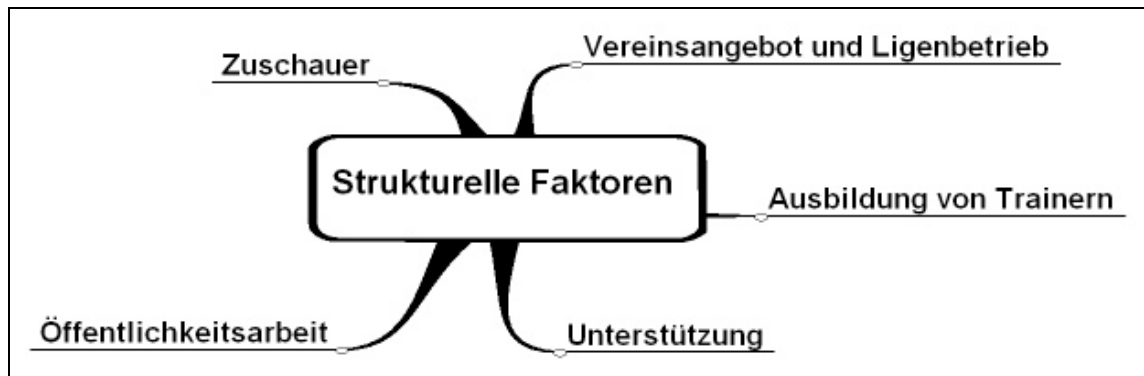 Vereinsangebot und Ligenbetrieb
Zuschauer
Strukturelle Faktoren
Ausbildung von Trainern
Öffentlichkeitsarbeit
Unterstützung